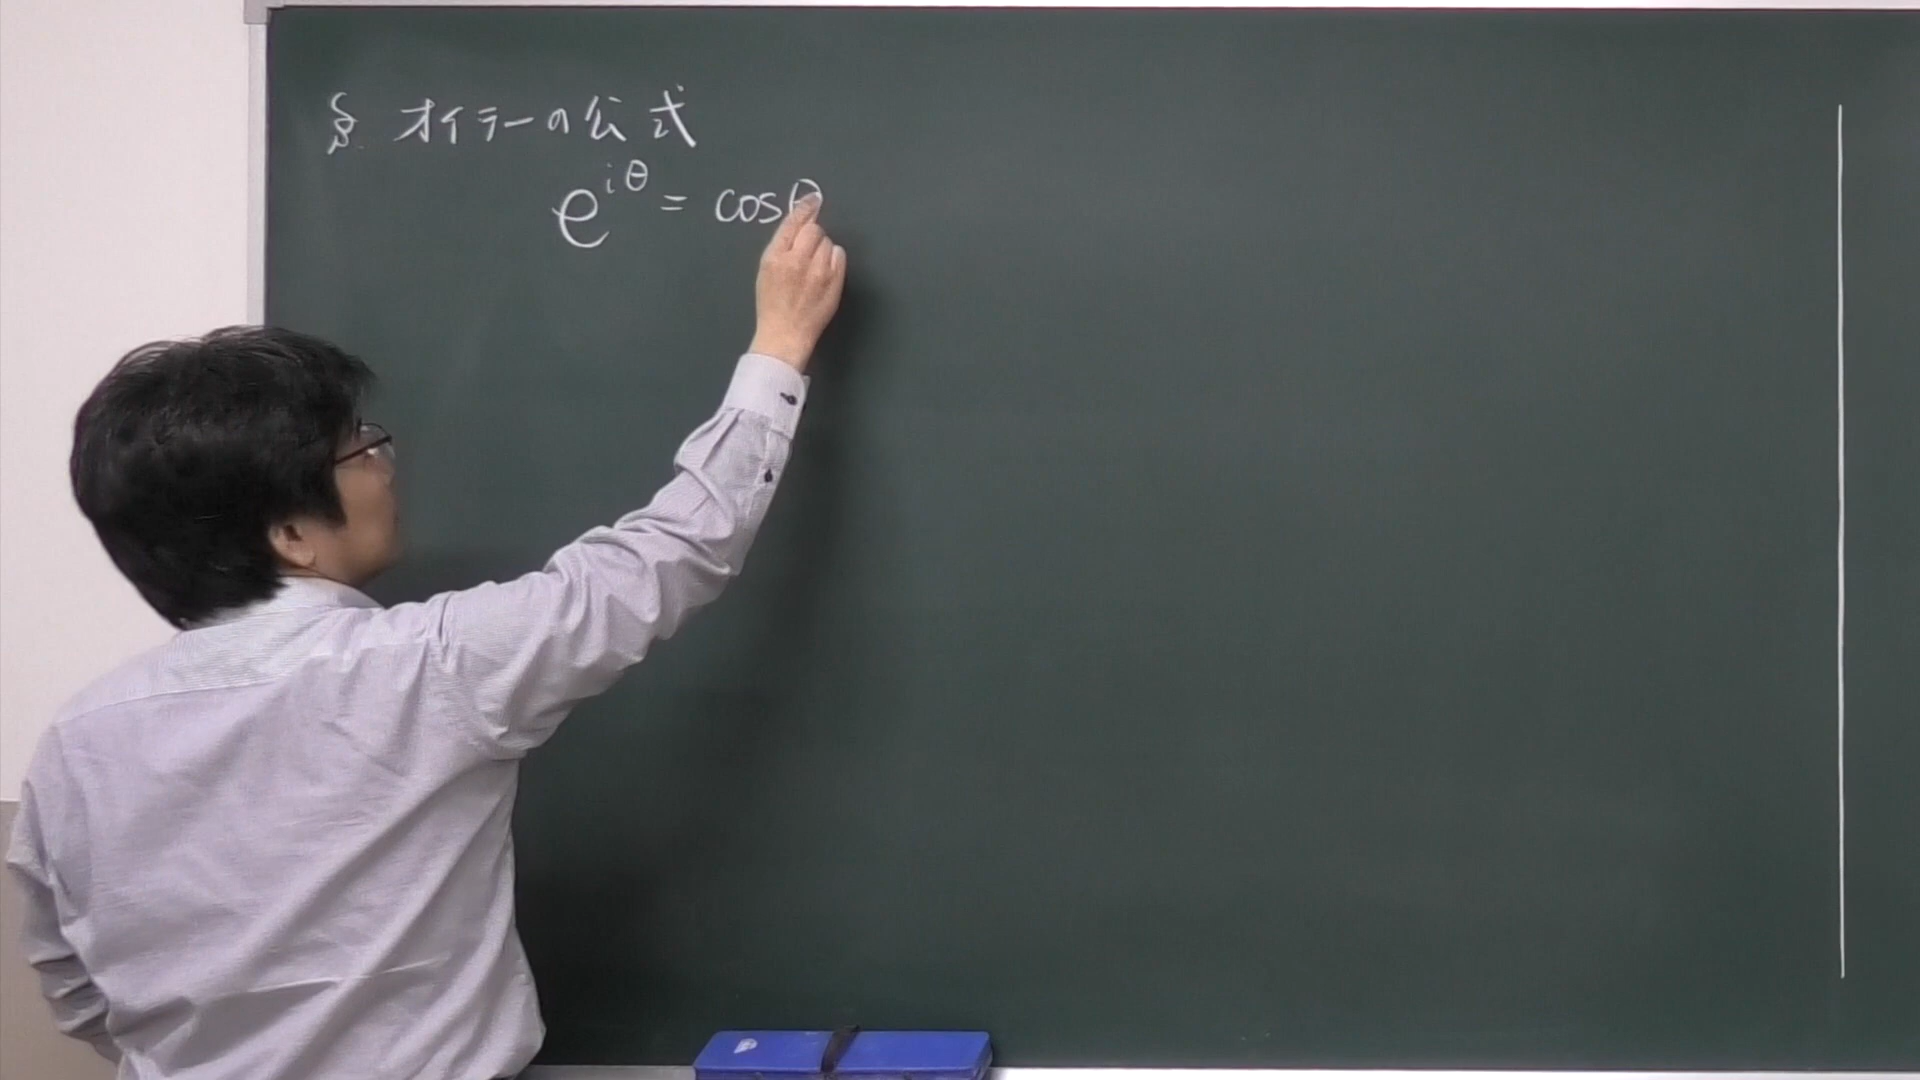 §. オイラーの公式
e^{iθ} = cosθ